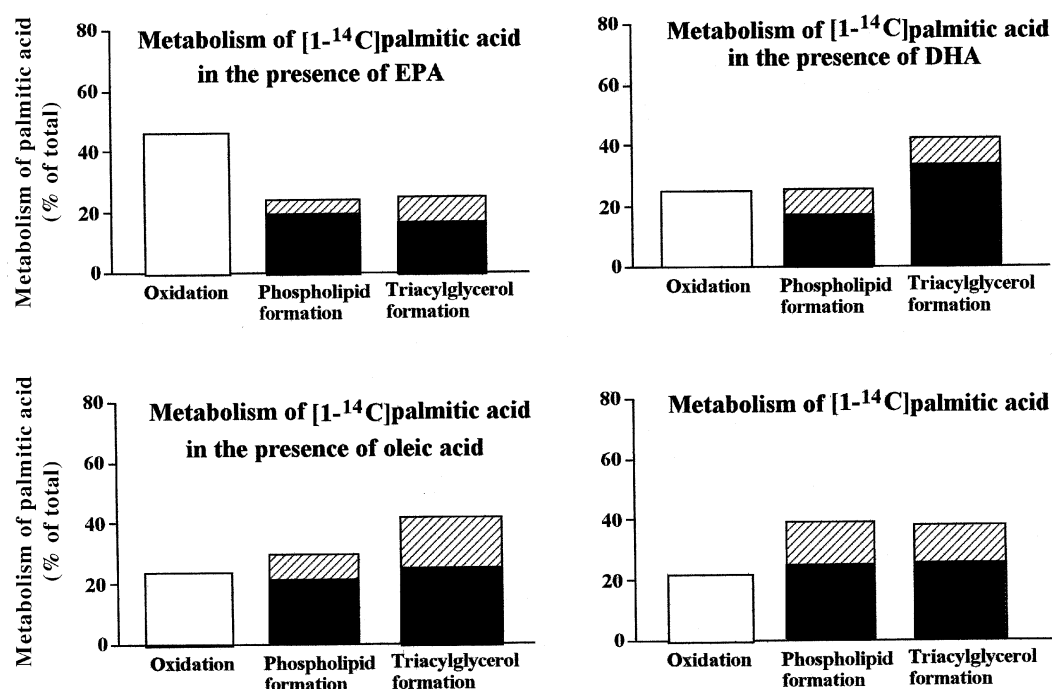 Metabolism of palmitic acid
(% of total)
80
60
40
20
0
Metabolism of [1-14C]palmitic acid
in the presence of EPA
Oxidation
Phospholipid
formation
Triacylglycerol
formation
80
60
40
20
0
Metabolism of [1-14C]palmitic acid
in the presence of DHA
Oxidation
Phospholipid
formation
Triacylglycerol
formation
Metabolism of palmitic acid
(% of total)
80
60
40
20
0
Metabolism of [1-14C]palmitic acid
in the presence of oleic acid
Oxidation
Phospholipid
formation
Triacylglycerol
formation
80
60
40
20
0
Metabolism of [1-14C]palmitic acid
Oxidation
Phospholipid
formation
Triacylglycerol
formation